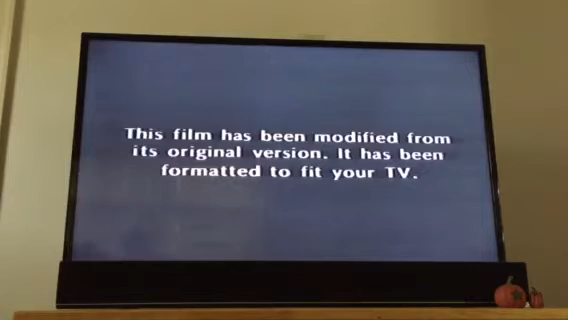 This film has been modified from
its original version. It has been
formatted to fit your TV.